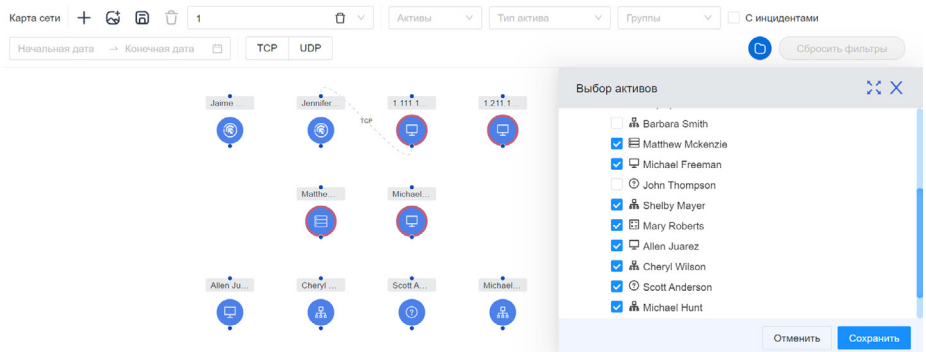 Карта сети 1 Активы Тип актива Группы С инцидентами
Начальная дата → Конечная дата TCP UDP Сбросить фильтры
Выбор активов
Jaime ... Jennifer... 1 111 1... 1 211 1...
TCP
Matthe... Michael...
Allen Ju... Cheryl ... Scott A... Michael...
Barbara Smith
Matthew Mckenzie
Michael Freeman
John Thompson
Shelby Mayer
Mary Roberts
Allen Juarez
Cheryl Wilson
Scott Anderson
Michael Hunt
Отменить Сохранить